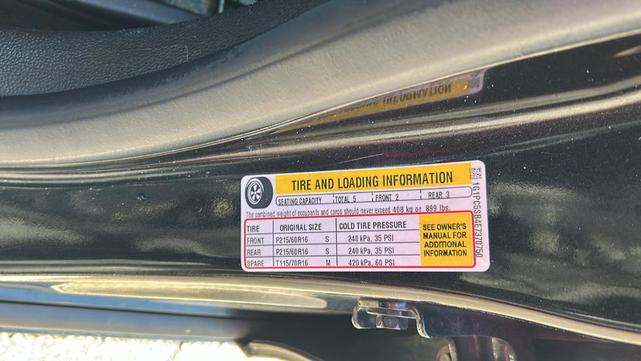 TIRE AND LOADING INFORMATION
SEATING CAPACITY TOTAL 5 FRONT 2 REAR 3
The combined weight of occupants and cargo should never exceed 408 kg or 899 lbs.
TIRE ORIGINAL SIZE COLD TIRE PRESSURE
FRONT P215/60R16 S 240 kPa, 35 PSI
REAR P215/60R16 S 240 kPa, 35 PSI
SPARE T115/70R16 M 420 kPa, 60 PSI
SEE OWNER'S
MANUAL FOR
ADDITIONAL
INFORMATION
1G1PC5SB4E7370750